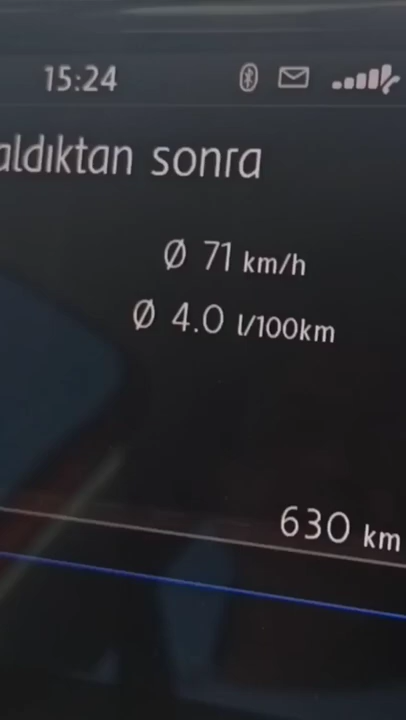 15:24
aldıktan sonra
Ø 71 km/h
Ø 4.0 l/100km
630 km